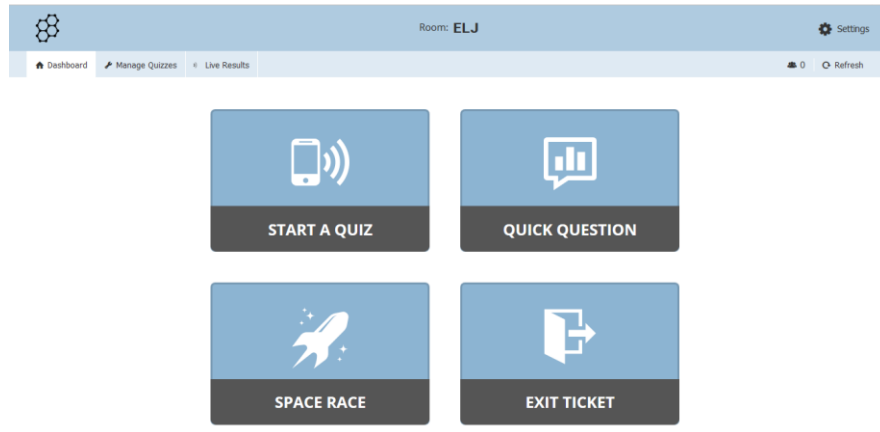 Room: ELJ
Settings
Dashboard Manage Quizzes Live Results 0 Refresh
START A QUIZ QUICK QUESTION
SPACE RACE EXIT TICKET